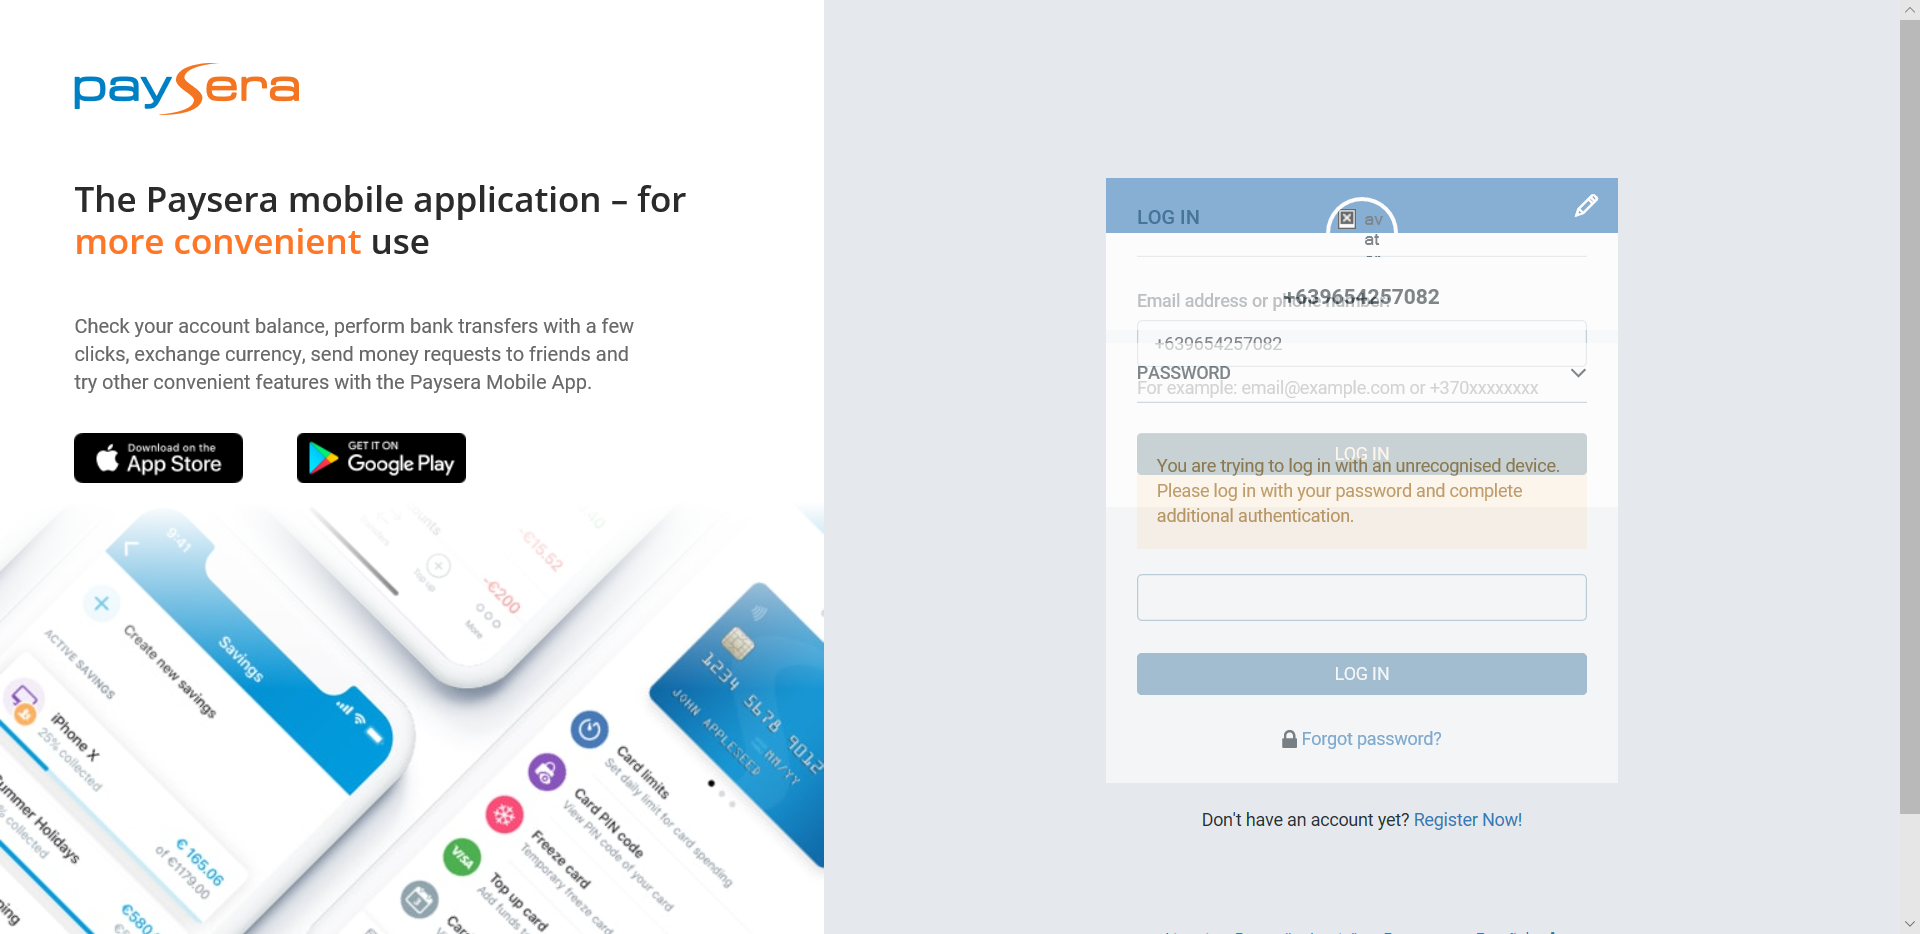 paysera
The Paysera mobile application – for
more convenient use
Check your account balance, perform bank transfers with a few
clicks, exchange currency, send money requests to friends and
try other convenient features with the Paysera Mobile App.
Download on the
App Store
GET IT ON
Google Play
9:41
Savings
Create new savings
ACTIVE SAVINGS
iPhone X
25% collected
€ 165.06
of €1179.00
ummer Holidays
% collected
€580.
-€15.52
-€200
Top up
More
1234 5678 9012
JOHN APPLESEED
MM/YY
Card limits
Set daily limit for card spending
Card PIN code
View PIN code of your card
Freeze card
Temporary freeze card
VISA
Top up card
Add funds
LOG IN
av
at
+639654257082
Email address or phone number:
+639654257082
PASSWORD
For example: email@example.com or +370xxxxxxxx
LOG IN
You are trying to log in with an unrecognised device.
Please log in with your password and complete
additional authentication.
LOG IN
Forgot password?
Don't have an account yet? Register Now!